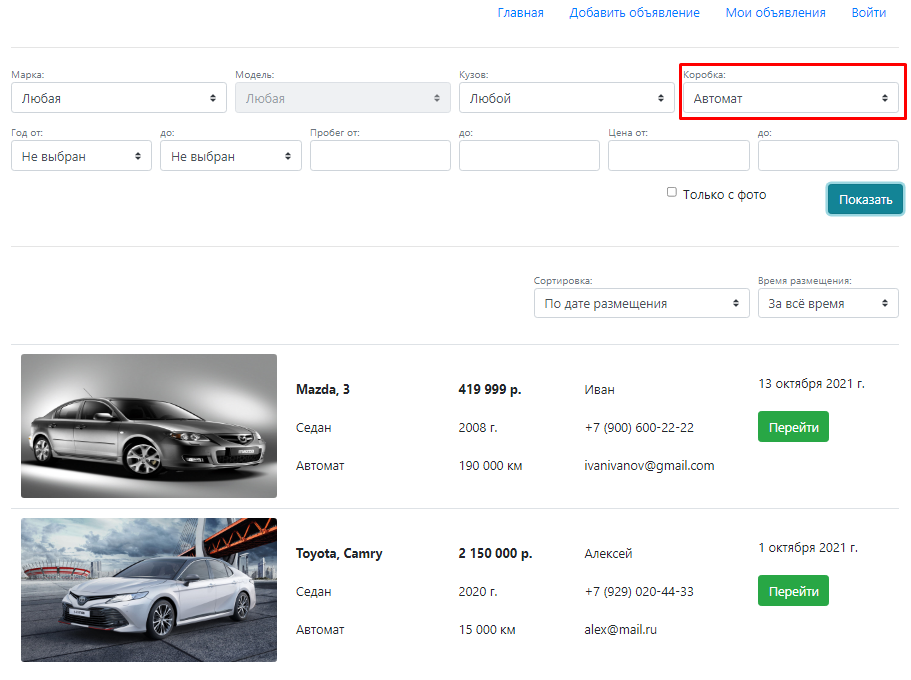 Главная Добавить объявление Мои объявления Войти
Марка: Модель: Кузов: Коробка:
Любая Любая Любой Автомат
Год от: до: Пробег от: до: Цена от: до:
Не выбран Не выбран
Только с фото Показать
Сортировка: Время размещения:
По дате размещения За всё время
Mazda, 3 419 999 р. Иван 13 октября 2021 г.
Седан 2008 г. +7 (900) 600-22-22 Перейти
Автомат 190 000 км ivanivanov@gmail.com
Toyota, Camry 2 150 000 р. Алексей 1 октября 2021 г.
Седан 2020 г. +7 (929) 020-44-33 Перейти
Автомат 15 000 км alex@mail.ru